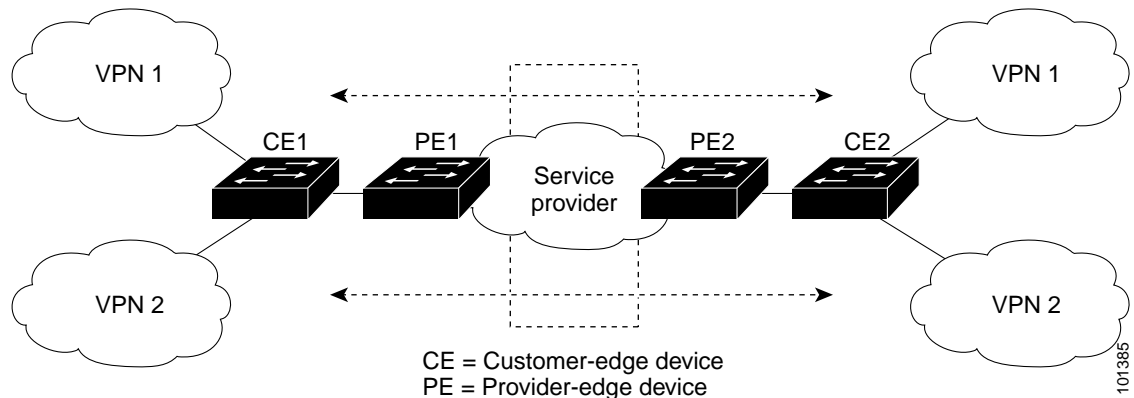 VPN 1
VPN 1
CE1
PE1
PE2
CE2
Service
provider
VPN 2
VPN 2
CE = Customer-edge device
PE = Provider-edge device
101385